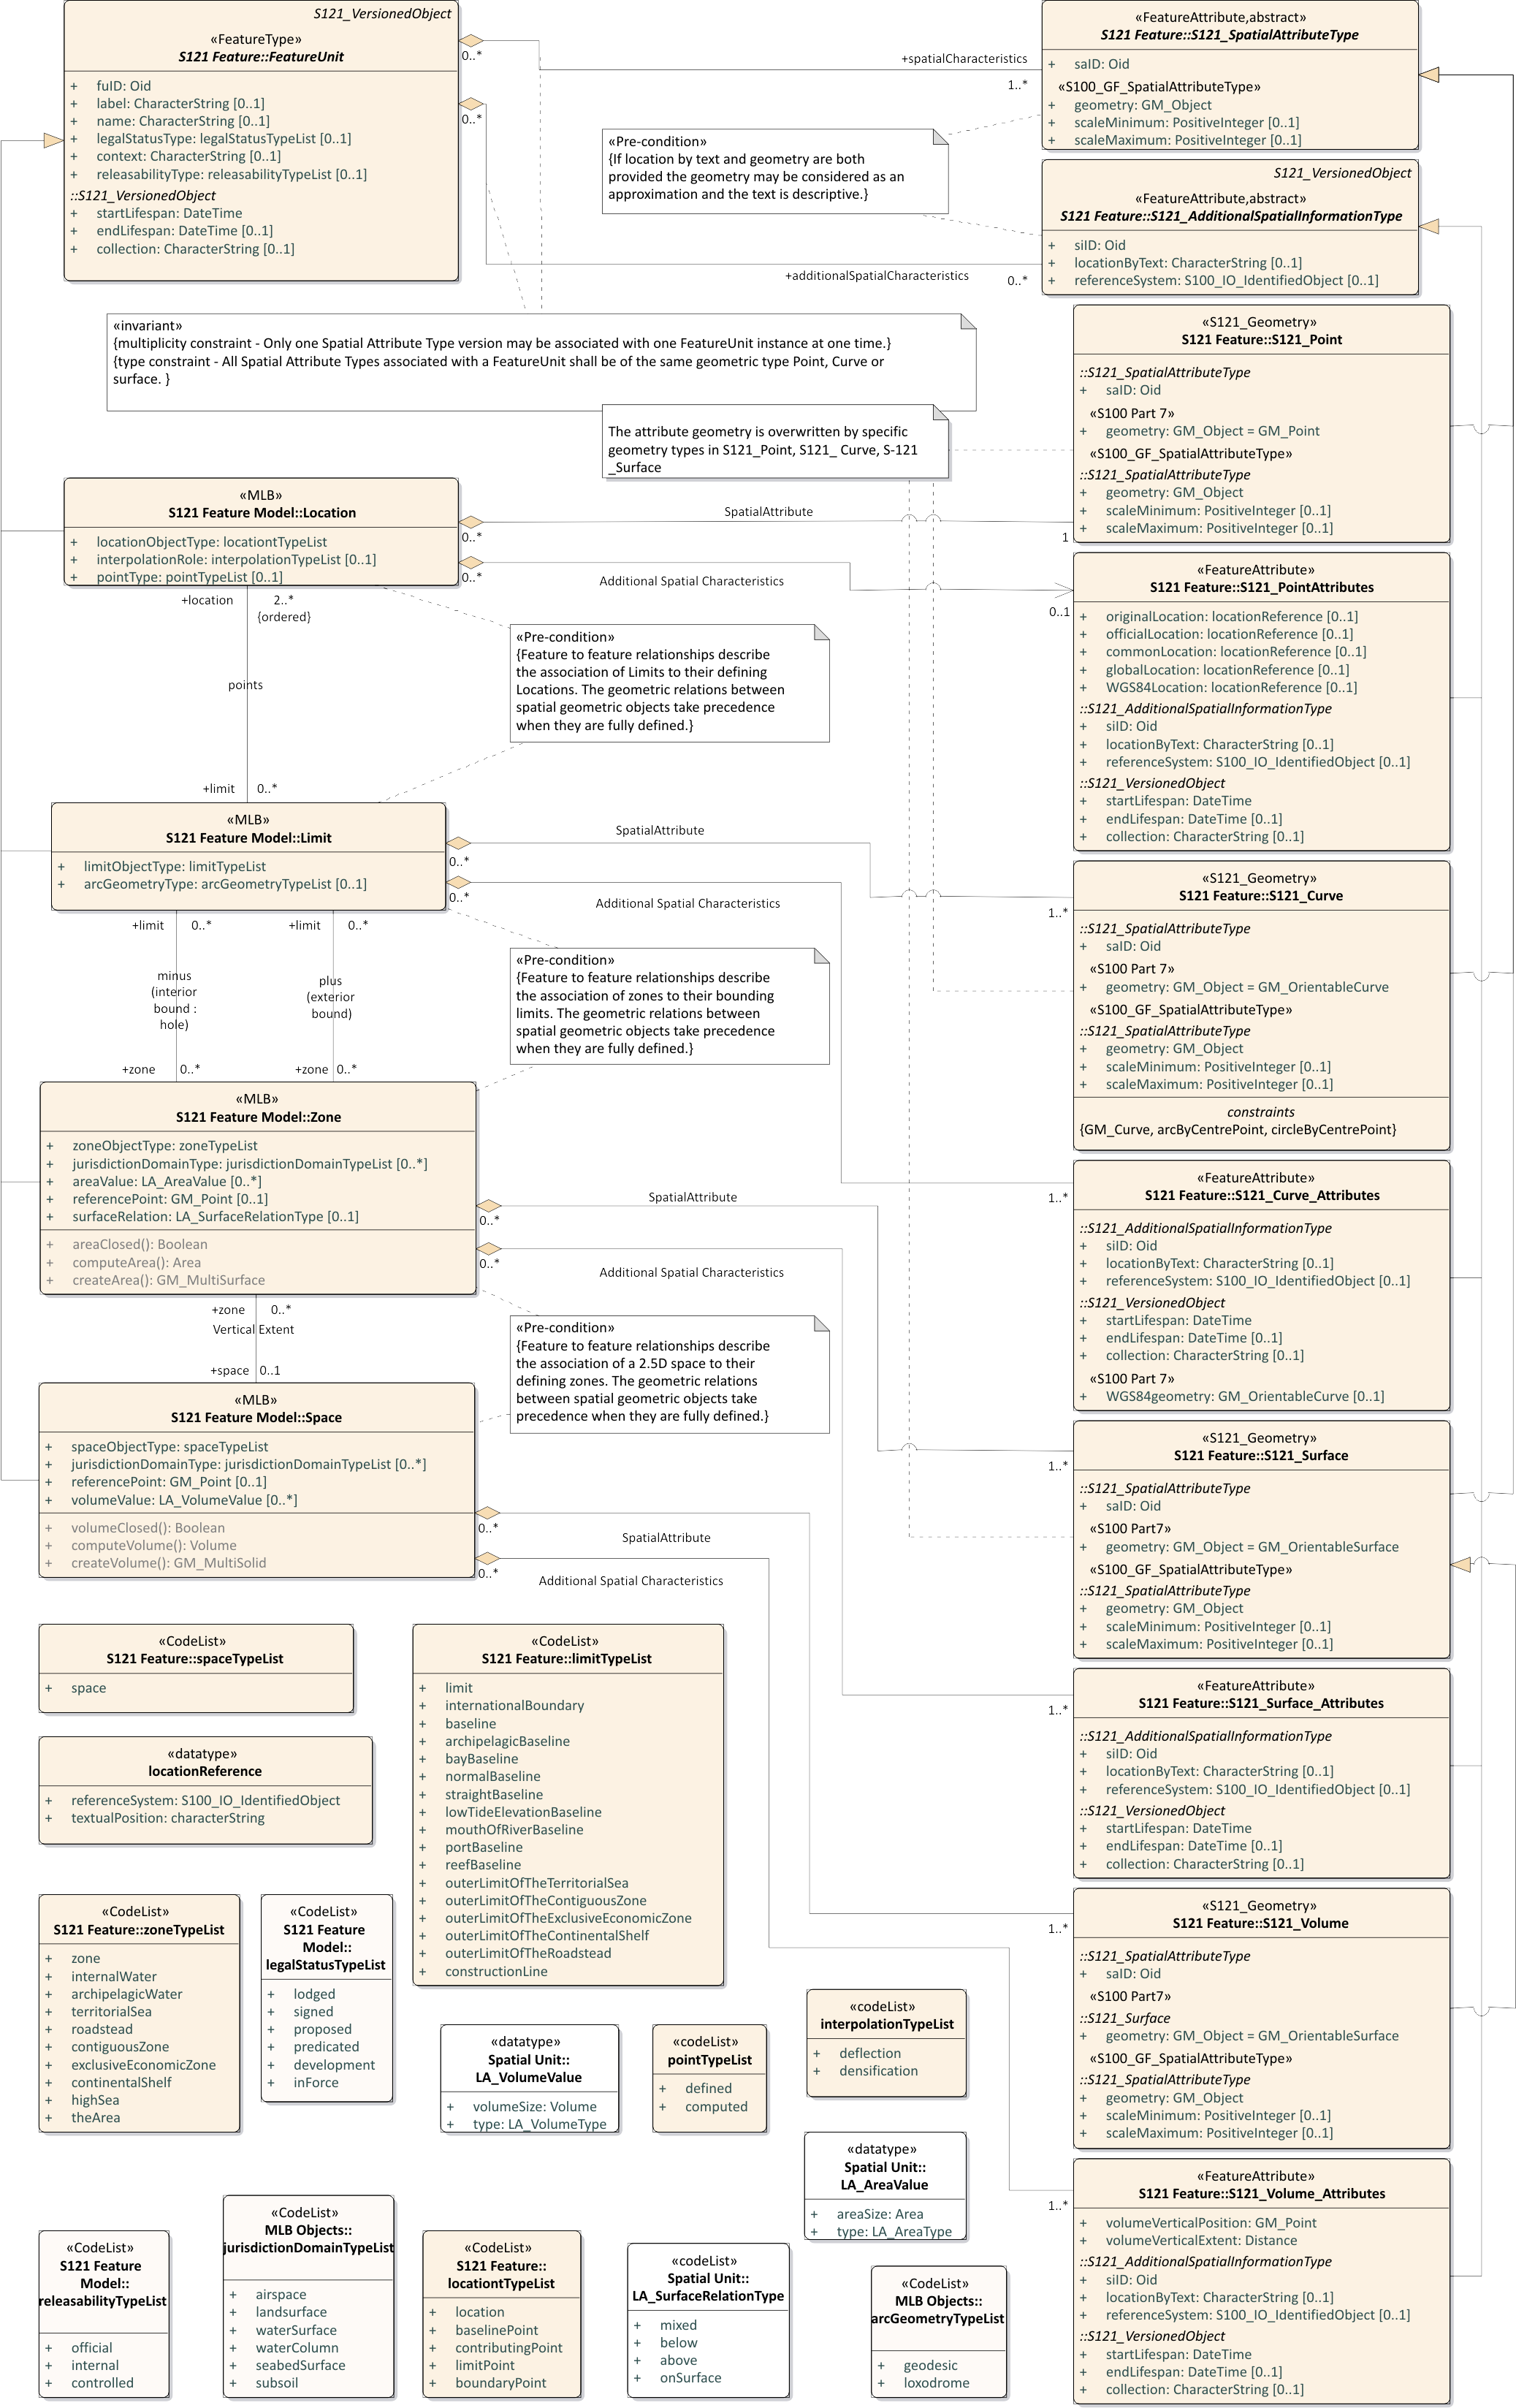 S121_VersionedObject
«FeatureType»
S121 Feature::FeatureUnit
+ fuID: Oid
+ label: CharacterString [0..1]
+ name: CharacterString [0..1]
+ legalStatusType: legalStatusTypeList [0..1]
+ context: CharacterString [0..1]
+ releasabilityType: releasabilityTypeList [0..1]
::S121_VersionedObject
+ startLifespan: DateTime
+ endLifespan: DateTime [0..1]
+ collection: CharacterString [0..1]
0..*
0..*
+spatialCharacteristics
1..*
+additionalSpatialCharacteristics
0..*
«FeatureAttribute,abstract»
S121 Feature::S121_SpatialAttributeType
+ saID: Oid
«S100_GF_SpatialAttributeType»
+ geometry: GM_Object
+ scaleMinimum: PositiveInteger [0..1]
+ scaleMaximum: PositiveInteger [0..1]
«Pre-condition»
{If location by text and geometry are both
provided the geometry may be considered as an
approximation and the text is descriptive.}
S121_VersionedObject
«FeatureAttribute,abstract»
S121 Feature::S121_AdditionalSpatialInformationType
+ siID: Oid
+ locationByText: CharacterString [0..1]
+ referenceSystem: S100_IO_IdentifiedObject [0..1]
«invariant»
{multiplicity constraint - Only one Spatial Attribute Type version may be associated with one FeatureUnit instance at one time.}
{type constraint - All Spatial Attribute Types associated with a FeatureUnit shall be of the same geometric type Point, Curve or
surface. }
The attribute geometry is overwritten by specific
geometry types in S121_Point, S121_ Curve, S-121
_Surface
«S121_Geometry»
S121 Feature::S121_Point
::S121_SpatialAttributeType
+ saID: Oid
«S100 Part 7»
+ geometry: GM_Object = GM_Point
«S100_GF_SpatialAttributeType»
::S121_SpatialAttributeType
+ geometry: GM_Object
+ scaleMinimum: PositiveInteger [0..1]
+ scaleMaximum: PositiveInteger [0..1]
«MLB»
S121 Feature Model::Location
+ locationObjectType: locationtTypeList
+ interpolationRole: interpolationTypeList [0..1]
+ pointType: pointTypeList [0..1]
0..*
SpatialAttribute
1
0..*
Additional Spatial Characteristics
0..1
+location
2..*
{ordered}
points
+limit
0..*
«FeatureAttribute»
S121 Feature::S121_PointAttributes
+ originalLocation: locationReference [0..1]
+ officialLocation: locationReference [0..1]
+ commonLocation: locationReference [0..1]
+ globalLocation: locationReference [0..1]
+ WGS84Location: locationReference [0..1]
::S121_AdditionalSpatialInformationType
+ siID: Oid
+ locationByText: CharacterString [0..1]
+ referenceSystem: S100_IO_IdentifiedObject [0..1]
::S121_VersionedObject
+ startLifespan: DateTime
+ endLifespan: DateTime [0..1]
+ collection: CharacterString [0..1]
«Pre-condition»
{Feature to feature relationships describe
the association of Limits to their defining
Locations. The geometric relations between
spatial geometric objects take precedence
when they are fully defined.}
«MLB»
S121 Feature Model::Limit
+ limitObjectType: limitTypeList
+ arcGeometryType: arcGeometryTypeList [0..1]
0..*
SpatialAttribute
1..*
0..*
Additional Spatial Characteristics
1..*
+limit
0..*
+limit
0..*
minus
(interior
bound :
hole)
plus
(exterior
bound)
+zone
0..*
+zone
0..*
«Pre-condition»
{Feature to feature relationships describe
the association of zones to their bounding
limits. The geometric relations between
spatial geometric objects take precedence
when they are fully defined.}
«S121_Geometry»
S121 Feature::S121_Curve
::S121_SpatialAttributeType
+ saID: Oid
«S100 Part 7»
+ geometry: GM_Object = GM_OrientableCurve
«S100_GF_SpatialAttributeType»
::S121_SpatialAttributeType
+ geometry: GM_Object
+ scaleMinimum: PositiveInteger [0..1]
+ scaleMaximum: PositiveInteger [0..1]
constraints
{GM_Curve, arcByCentrePoint, circleByCentrePoint}
«MLB»
S121 Feature Model::Zone
+ zoneObjectType: zoneTypeList
+ jurisdictionDomainType: jurisdictionDomainTypeList [0..*]
+ areaValue: LA_AreaValue [0..*]
+ referencePoint: GM_Point [0..1]
+ surfaceRelation: LA_SurfaceRelationType [0..1]
+ areaClosed(): Boolean
+ computeArea(): Area
+ createArea(): GM_MultiSurface
0..*
SpatialAttribute
1..*
0..*
Additional Spatial Characteristics
1..*
+zone
0..*
Vertical Extent
+space
0..1
«FeatureAttribute»
S121 Feature::S121_Curve_Attributes
::S121_AdditionalSpatialInformationType
+ siID: Oid
+ locationByText: CharacterString [0..1]
+ referenceSystem: S100_IO_IdentifiedObject [0..1]
::S121_VersionedObject
+ startLifespan: DateTime
+ endLifespan: DateTime [0..1]
+ collection: CharacterString [0..1]
«S100 Part 7»
+ WGS84geometry: GM_OrientableCurve [0..1]
«Pre-condition»
{Feature to feature relationships describe
the association of a 2.5D space to their
defining zones. The geometric relations
between spatial geometric objects take
precedence when they are fully defined.}
«MLB»
S121 Feature Model::Space
+ spaceObjectType: spaceTypeList
+ jurisdictionDomainType: jurisdictionDomainTypeList [0..*]
+ referencePoint: GM_Point [0..1]
+ volumeValue: LA_VolumeValue [0..*]
+ volumeClosed(): Boolean
+ computeVolume(): Volume
+ createVolume(): GM_MultiSolid
0..*
SpatialAttribute
1..*
0..*
Additional Spatial Characteristics
1..*
«S121_Geometry»
S121 Feature::S121_Surface
::S121_SpatialAttributeType
+ saID: Oid
«S100 Part7»
+ geometry: GM_Object = GM_OrientableSurface
«S100_GF_SpatialAttributeType»
::S121_SpatialAttributeType
+ geometry: GM_Object
+ scaleMinimum: PositiveInteger [0..1]
+ scaleMaximum: PositiveInteger [0..1]
«CodeList»
S121 Feature::spaceTypeList
+ space
«datatype»
locationReference
+ referenceSystem: S100_IO_IdentifiedObject
+ textualPosition: characterString
«CodeList»
S121 Feature::limitTypeList
+ limit
+ internationalBoundary
+ baseline
+ archipelagicBaseline
+ bayBaseline
+ normalBaseline
+ straightBaseline
+ lowTideElevationBaseline
+ mouthOfRiverBaseline
+ portBaseline
+ reefBaseline
+ outerLimitOfTheTerritorialSea
+ outerLimitOfTheContiguousZone
+ outerLimitOfTheExclusiveEconomicZone
+ outerLimitOfTheContinentalShelf
+ outerLimitOfTheRoadstead
+ constructionLine
«FeatureAttribute»
S121 Feature::S121_Surface_Attributes
::S121_AdditionalSpatialInformationType
+ siID: Oid
+ locationByText: CharacterString [0..1]
+ referenceSystem: S100_IO_IdentifiedObject [0..1]
::S121_VersionedObject
+ startLifespan: DateTime
+ endLifespan: DateTime [0..1]
+ collection: CharacterString [0..1]
«CodeList»
S121 Feature::zoneTypeList
+ zone
+ internalWater
+ archipelagicWater
+ territorialSea
+ roadstead
+ contiguousZone
+ exclusiveEconomicZone
+ continentalShelf
+ highSea
+ theArea
«CodeList»
S121 Feature
Model::
legalStatusTypeList
+ lodged
+ signed
+ proposed
+ predicated
+ development
+ inForce
«datatype»
Spatial Unit::
LA_VolumeValue
+ volumeSize: Volume
+ type: LA_VolumeType
«codeList»
pointTypeList
+ defined
+ computed
«codeList»
interpolationTypeList
+ deflection
+ densification
«S121_Geometry»
S121 Feature::S121_Volume
::S121_SpatialAttributeType
+ saID: Oid
«S100 Part7»
::S121_Surface
+ geometry: GM_Object = GM_OrientableSurface
«S100_GF_SpatialAttributeType»
::S121_SpatialAttributeType
+ geometry: GM_Object
+ scaleMinimum: PositiveInteger [0..1]
+ scaleMaximum: PositiveInteger [0..1]
«datatype»
Spatial Unit::
LA_AreaValue
+ areaSize: Area
+ type: LA_AreaType
«FeatureAttribute»
S121 Feature::S121_Volume_Attributes
+ volumeVerticalPosition: GM_Point
+ volumeVerticalExtent: Distance
::S121_AdditionalSpatialInformationType
+ siID: Oid
+ locationByText: CharacterString [0..1]
+ referenceSystem: S100_IO_IdentifiedObject [0..1]
::S121_VersionedObject
+ startLifespan: DateTime
+ endLifespan: DateTime [0..1]
+ collection: CharacterString [0..1]
«CodeList»
S121 Feature
Model::
releasabilityTypeList
+ official
+ internal
+ controlled
«CodeList»
MLB Objects::
jurisdictionDomainTypeList
+ airspace
+ landsurface
+ waterSurface
+ waterColumn
+ seabedSurface
+ subsoil
«CodeList»
S121 Feature::
locationtTypeList
+ location
+ baselinePoint
+ contributingPoint
+ limitPoint
+ boundaryPoint
«codeList»
Spatial Unit::
LA_SurfaceRelationType
+ mixed
+ below
+ above
+ onSurface
«CodeList»
MLB Objects::
arcGeometryTypeList
+ geodesic
+ loxodrome